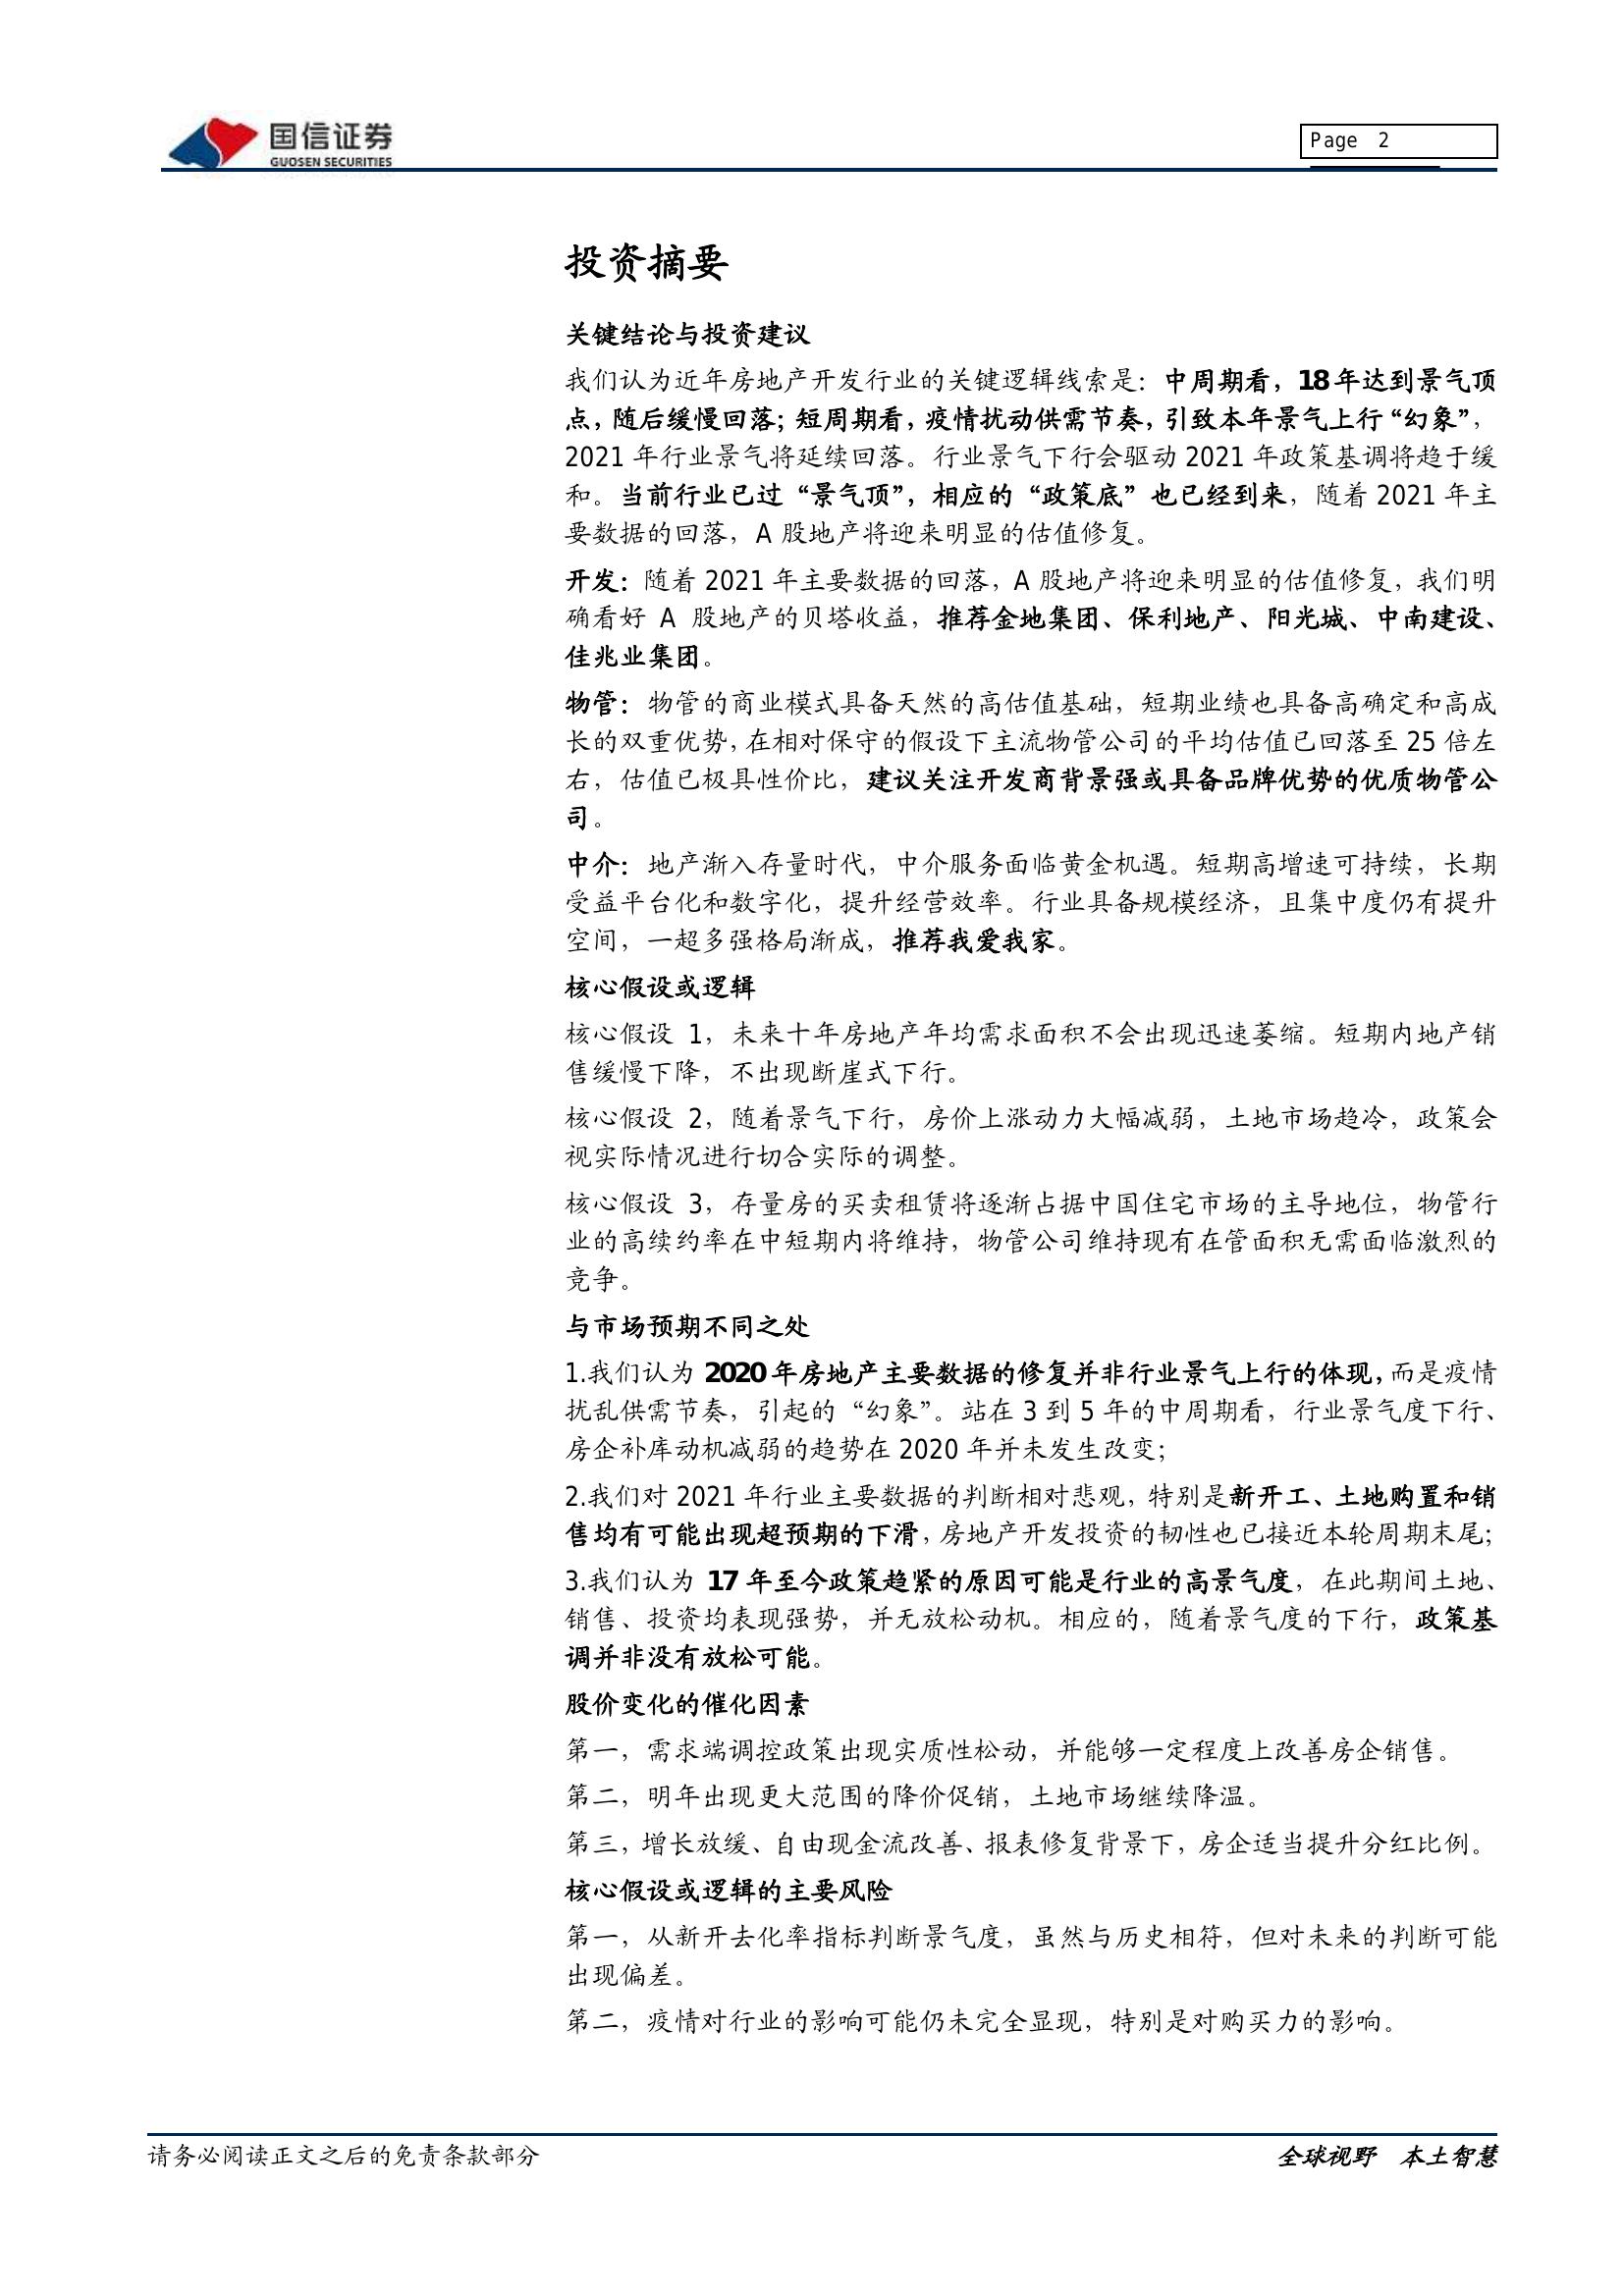 国信证券
GUOSEN SECURITIES
Page 2
投资摘要
关键结论与投资建议
我们认为近年房地产开发行业的关键逻辑线索是：中周期看，18年达到景气顶
点，随后缓慢回落；短周期看，疫情扰动供需节奏，引致本年景气上行“幻象”，
2021 年行业景气将延续回落。行业景气下行会驱动 2021 年政策基调将趋于缓
和。当前行业已过“景气顶”，相应的“政策底”也已经到来，随着 2021 年主
要数据的回落，A 股地产将迎来明显的估值修复。
开发：随着 2021 年主要数据的回落，A 股地产将迎来明显的估值修复，我们明
确看好 A 股地产的贝塔收益，推荐金地集团、保利地产、阳光城、中南建设、
佳兆业集团。
物管：物管的商业模式具备天然的高估值基础，短期业绩也具备高确定和高成
长的双重优势，在相对保守的假设下主流物管公司的平均估值已回落至 25 倍左
右，估值已极具性价比，建议关注开发商背景强或具备品牌优势的优质物管公
司。
中介：地产渐入存量时代，中介服务面临黄金机遇。短期高增速可持续，长期
受益平台化和数字化，提升经营效率。行业具备规模经济，且集中度仍有提升
空间，一超多强格局渐成，推荐我爱我家。
核心假设或逻辑
核心假设 1，未来十年房地产年均需求面积不会出现迅速萎缩。短期内地产销
售缓慢下降，不出现断崖式下行。
核心假设 2，随着景气下行，房价上涨动力大幅减弱，土地市场趋冷，政策会
视实际情况进行切合实际的调整。
核心假设 3，存量房的买卖租赁将逐渐占据中国住宅市场的主导地位，物管行
业的高续约率在中短期内将维持，物管公司维持现有在管面积无需面临激烈的
竞争。
与市场预期不同之处
1.我们认为 2020 年房地产主要数据的修复并非行业景气上行的体现，而是疫情
扰乱供需节奏，引起的“幻象”。站在 3 到 5 年的中周期看，行业景气度下行、
房企补库动机减弱的趋势在 2020 年并未发生改变；
2.我们对 2021 年行业主要数据的判断相对悲观，特别是新开工、土地购置和销
售均有可能出现超预期的下滑，房地产开发投资的韧性也已接近本轮周期末尾；
3.我们认为 17 年至今政策趋紧的原因可能是行业的高景气度，在此期间土地、
销售、投资均表现强势，并无放松动机。相应的，随着景气度的下行，政策基
调并非没有放松可能。
股价变化的催化因素
第一，需求端调控政策出现实质性松动，并能够一定程度上改善房企销售。
第二，明年出现更大范围的降价促销，土地市场继续降温。
第三，增长放缓、自由现金流改善、报表修复背景下，房企适当提升分红比例。
核心假设或逻辑的主要风险
第一，从新开去化率指标判断景气度，虽然与历史相符，但对未来的判断可能
出现偏差。
第二，疫情对行业的影响可能仍未完全显现，特别是对购买力的影响。
请务必阅读正文之后的免责条款部分
全球视野 本土智慧